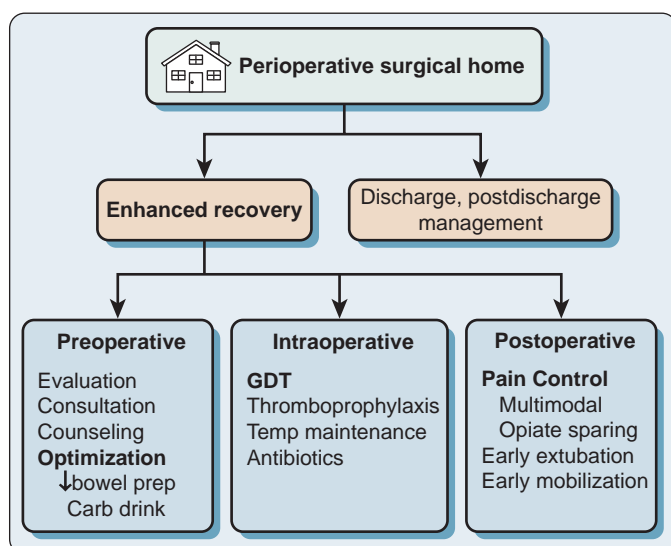 Perioperative surgical home
Enhanced recovery
Discharge, postdischarge
management
Preoperative
Evaluation
Consultation
Counseling
Optimization
↓bowel prep
Carb drink
Intraoperative
GDT
Thromboprophylaxis
Temp maintenance
Antibiotics
Postoperative
Pain Control
Multimodal
Opiate sparing
Early extubation
Early mobilization